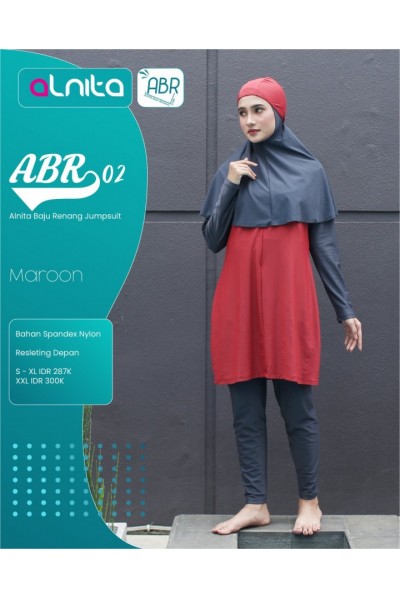 alnita
ABR
ABR 02
Alnita Baju Renang Jumpsuit
Maroon
Bahan Spandex Nylon
Resleting Depan
S - XL IDR 287K
XXL IDR 300K